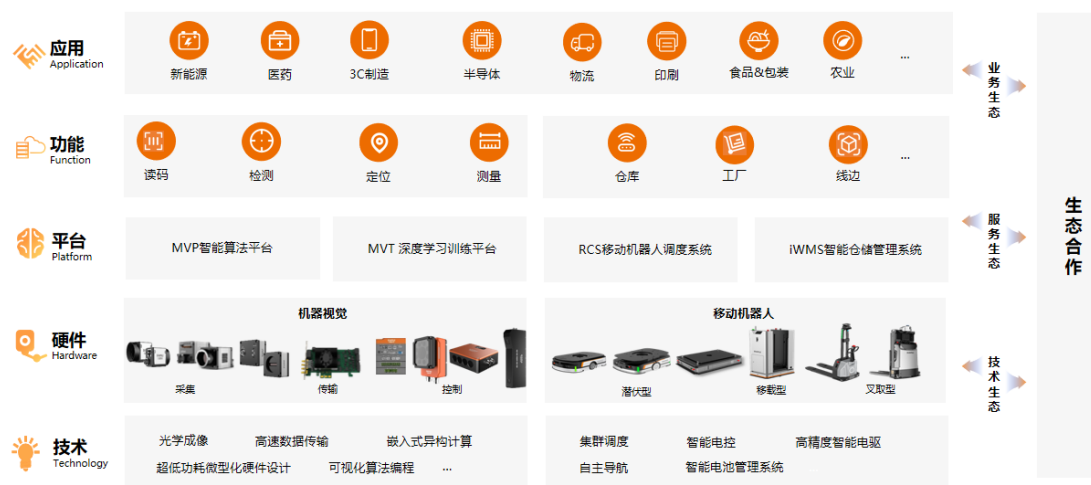 应用
Application
新能源
医药
3C制造
半导体
物流
印刷
食品&包装
农业
...
功能
Function
读码
检测
定位
测量
仓库
工厂
线边
...
平台
Platform
MVP智能算法平台
MVT 深度学习训练平台
RCS移动机器人调度系统
iWMS智能仓储管理系统
硬件
Hardware
机器视觉
采集
传输
控制
移动机器人
潜伏型
移载型
叉取型
技术
Technology
光学成像
高速数据传输
嵌入式异构计算
超低功耗微型化硬件设计
可视化算法编程
...
集群调度
智能电控
高精度智能电驱
自主导航
智能电池管理系统
业务生态
服务生态
技术生态
生态合作